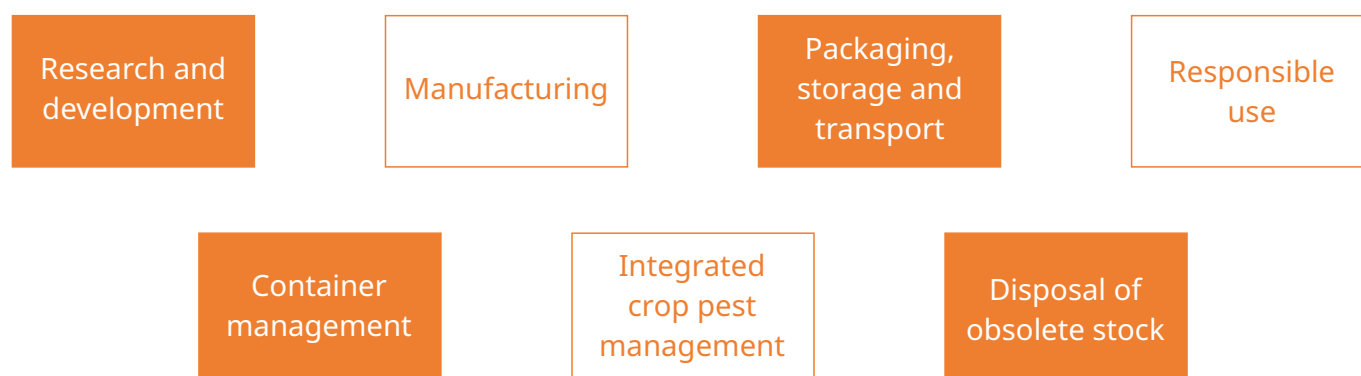 Research and
development
Manufacturing
Packaging,
storage and
transport
Responsible
use
Container
management
Integrated
crop pest
management
Disposal of
obsolete stock